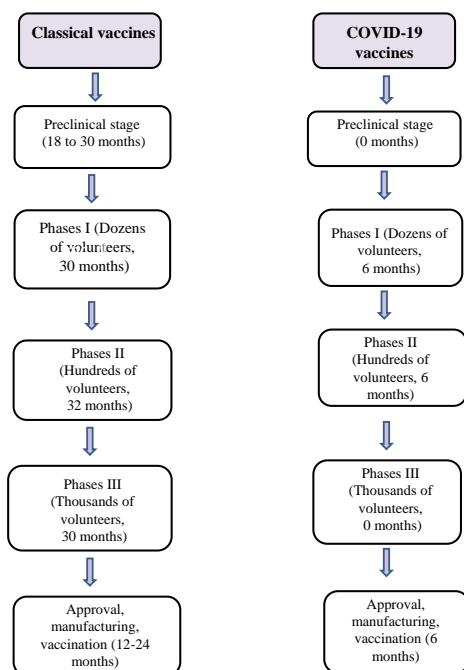 Classical vaccines
Preclinical stage
(18 to 30 months)
Phases I (Dozens
of volunteers,
30 months)
Phases II
(Hundreds of
volunteers,
32 months)
Phases III
(Thousands of
volunteers,
30 months)
Approval,
manufacturing,
vaccination (12-24
months)
COVID-19
vaccines
Preclinical stage
(0 months)
Phases I (Dozens of
volunteers,
6 months)
Phases II
(Hundreds of
volunteers, 6
months)
Phases III
(Thousands of
volunteers,
0 months)
Approval,
manufacturing,
vaccination (6
months)